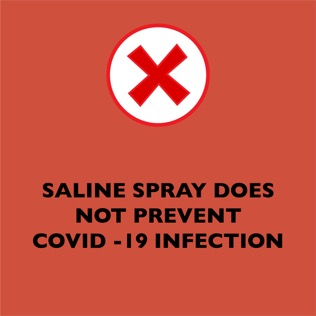 SALINE SPRAY DOES
NOT PREVENT
COVID -19 INFECTION